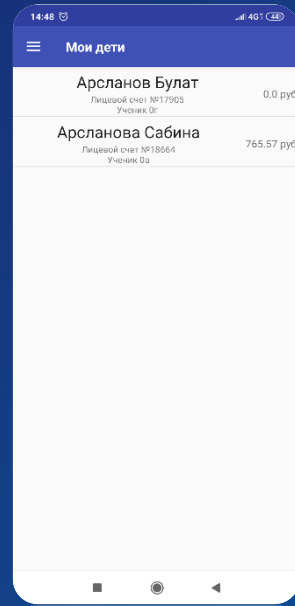 14:48 4G 44
Мои дети
Арсланов Булат
Лицевой счет №17905
0.0 руб
Ученик 0г
Арсланова Сабина
Лицевой счет №18664
765.57 руб
Ученик 0а